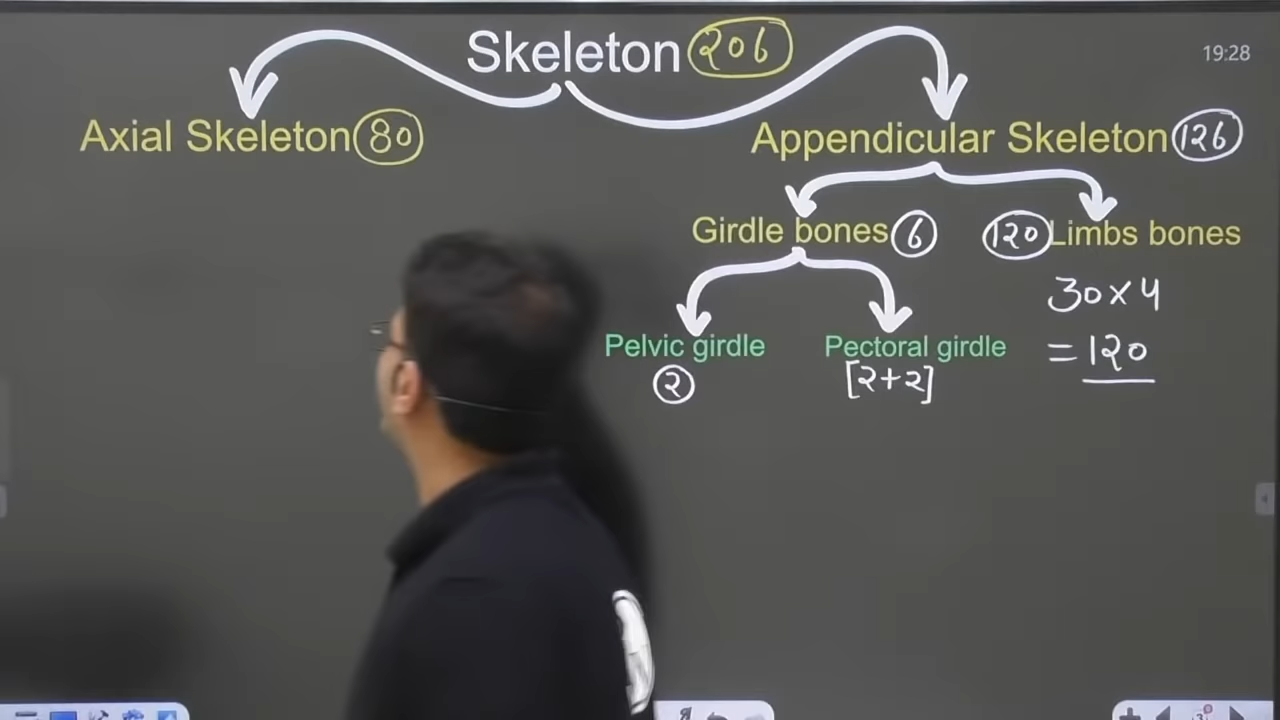 Skeleton 206
19:28
Axial Skeleton 80
Appendicular Skeleton 126
Girdle bones 6
120 Limbs bones
30 x 4
Pelvic girdle
Pectoral girdle
= 120
2
[2+2]